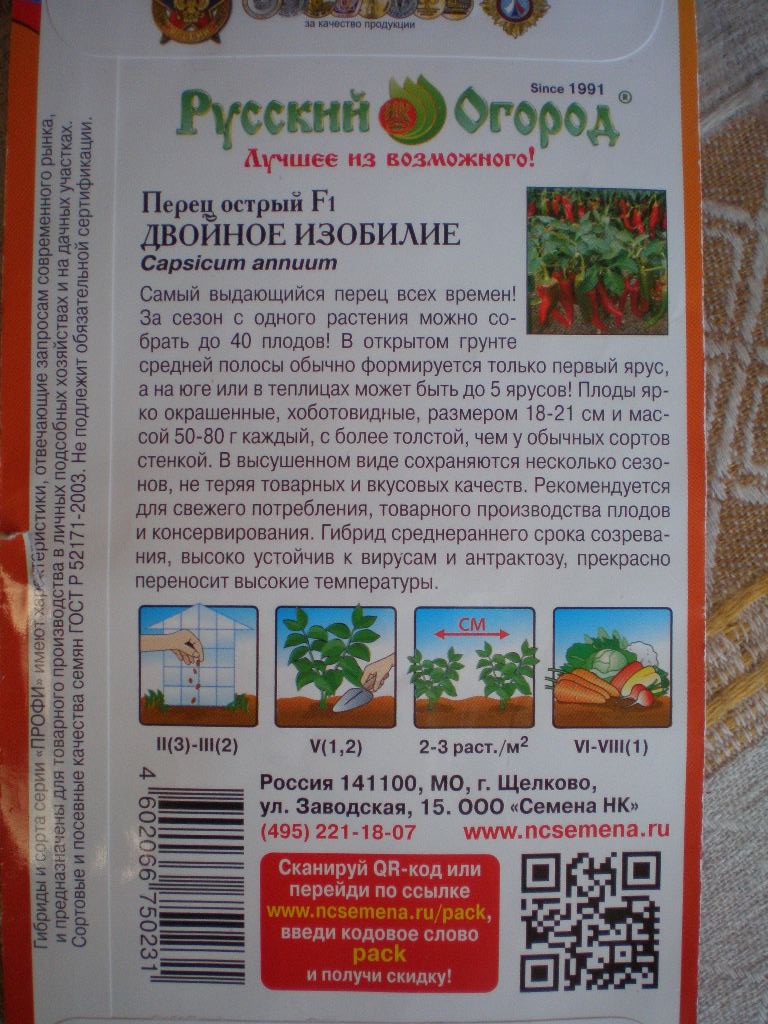 за качество продукции
Since 1991
Русский Огород®
Лучшее из возможного!
Перец острый F1
ДВОЙНОЕ ИЗОБИЛИЕ
Capsicum annuum
Самый выдающийся перец всех времен!
За сезон с одного растения можно со-
брать до 40 плодов! В открытом грунте
средней полосы обычно формируется только первый ярус,
а на юге или в теплицах может быть до 5 ярусов! Плоды яр-
ко окрашенные, хоботовидные, размером 18-21 см и мас-
сой 50-80 г каждый, с более толстой, чем у обычных сортов
стенкой. В высушенном виде сохраняются несколько сезо-
нов, не теряя товарных и вкусовых качеств. Рекомендуется
для свежего потребления, товарного производства плодов
и консервирования. Гибрид среднераннего срока созрева-
ния, высоко устойчив к вирусам и антрактозу, прекрасно
переносит высокие температуры.
СМ
II(3)-III(2)
V(1,2)
2-3 раст./м²
VI-VIII(1)
Россия 141100, МО, г. Щелково,
ул. Заводская, 15. ООО «Семена НК»
(495) 221-18-07 www.ncsemena.ru
Сканируй QR-код или
перейди по ссылке
www.ncsemena.ru/pack,
введи кодовое слово
pack
и получи скидку!
4 602066 750231
Гибриды и сорта серии «ПРОФИ» имеют характеристики, отвечающие запросам современного рынка,
и предназначены для товарного производства в личных подсобных хозяйствах и на дачных участках.
Сортовые и посевные качества семян ГОСТ Р 52171-2003. Не подлежит обязательной сертификации.